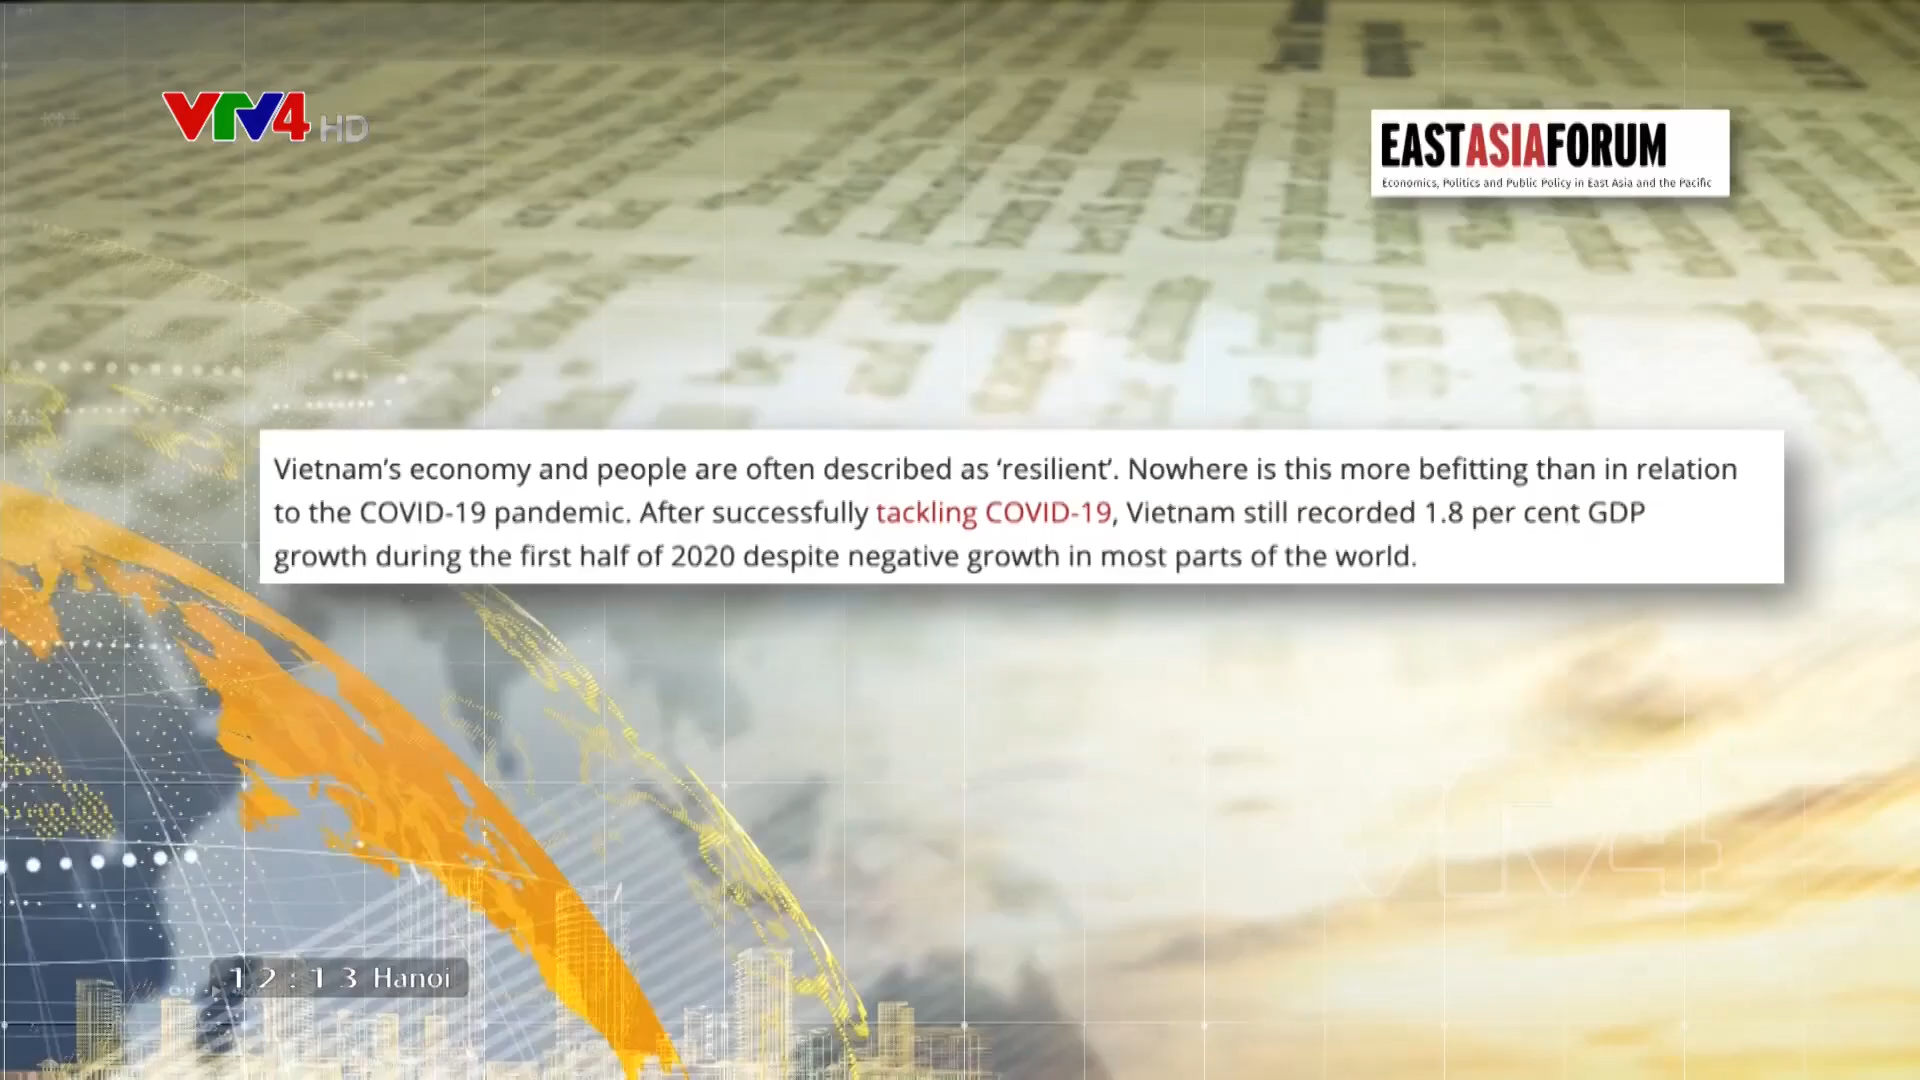 VTV4 HD
EASTASIAFORUM
Economics, Politics and Public Policy in East Asia and the Pacific
Vietnam’s economy and people are often described as ‘resilient’. Nowhere is this more befitting than in relation
to the COVID-19 pandemic. After successfully tackling COVID-19, Vietnam still recorded 1.8 per cent GDP
growth during the first half of 2020 despite negative growth in most parts of the world.
VTV4
12:13 Hanoi